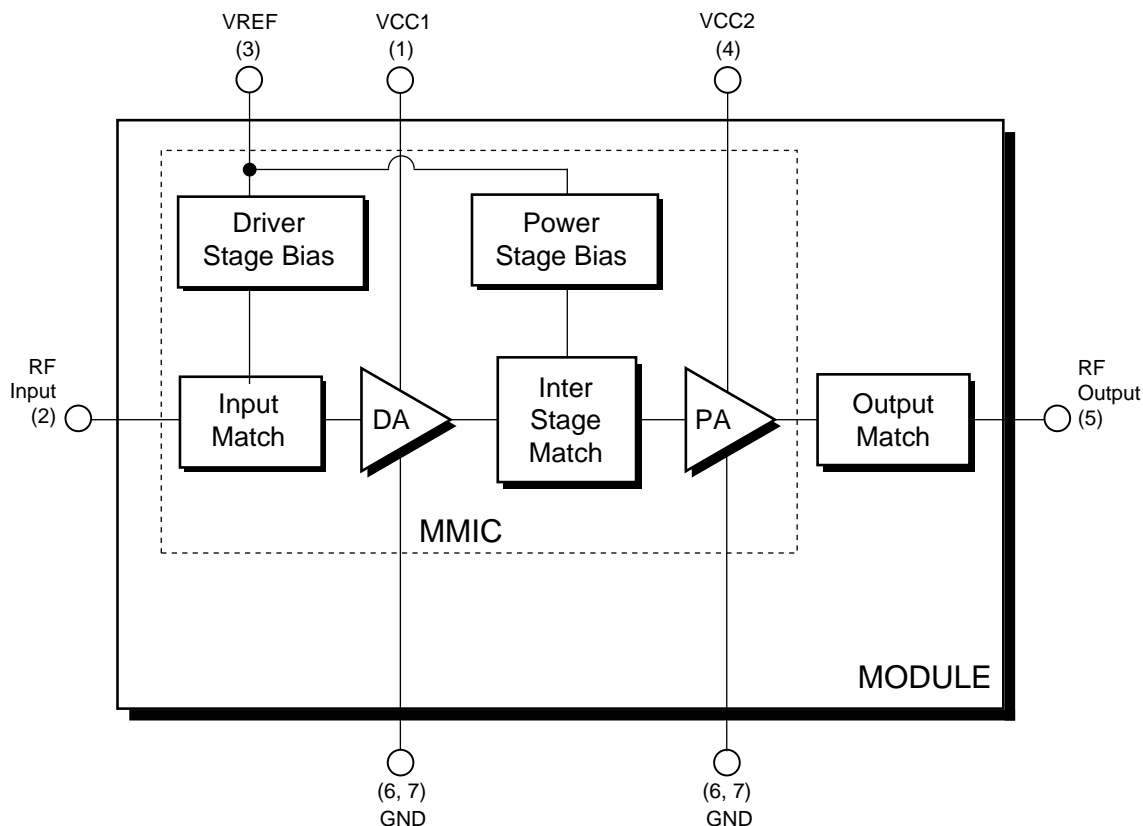 VREF
(3)
VCC1
(1)
VCC2
(4)
Driver
Stage Bias
Power
Stage Bias
RF
Input
(2)
Input
Match
DA
Inter
Stage
Match
PA
Output
Match
RF
Output
(5)
MMIC
MODULE
(6, 7)
GND
(6, 7)
GND